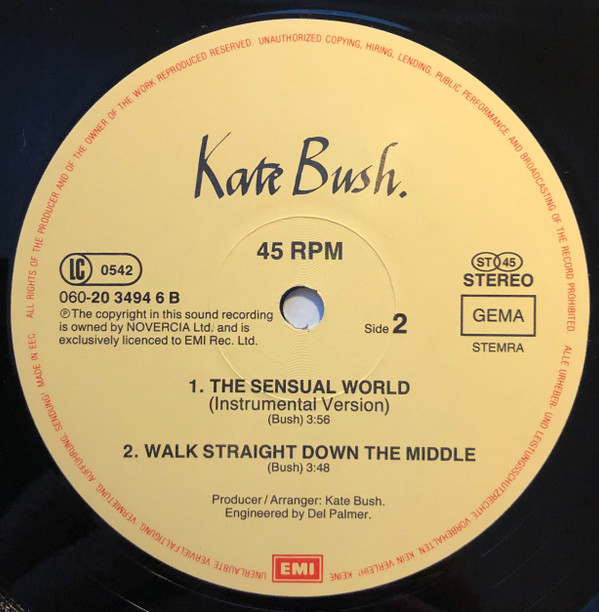 Kate Bush.
45 RPM
LC 0542
060-20 3494 6 B
℗The copyright in this sound recording
is owned by NOVERCIA Ltd. and is
exclusively licenced to EMI Rec. Ltd.
Side 2
ST 45
STEREO
GEMA
STEMRA
1. THE SENSUAL WORLD
(Instrumental Version)
(Bush) 3:56
2. WALK STRAIGHT DOWN THE MIDDLE
(Bush) 3:48
Producer/Arranger: Kate Bush.
Engineered by Del Palmer.
EMI
MADE IN EEC. ALL RIGHTS OF THE PRODUCER AND OF THE OWNER OF THE WORK REPRODUCED RESERVED. UNAUTHORIZED COPYING, HIRING, LENDING, PUBLIC PERFORMANCE AND BROADCASTING OF THE RECORD PROHIBITED.
ALLE URHEBER- UND LEISTUNGSSCHUTZRECHTE VORBEHALTEN. KEIN VERLEIH! KEINE UNERLAUBTE VERVIELFÄLTIGUNG, VERMIETUNG, AUFFÜHRUNG, SENDUNG!